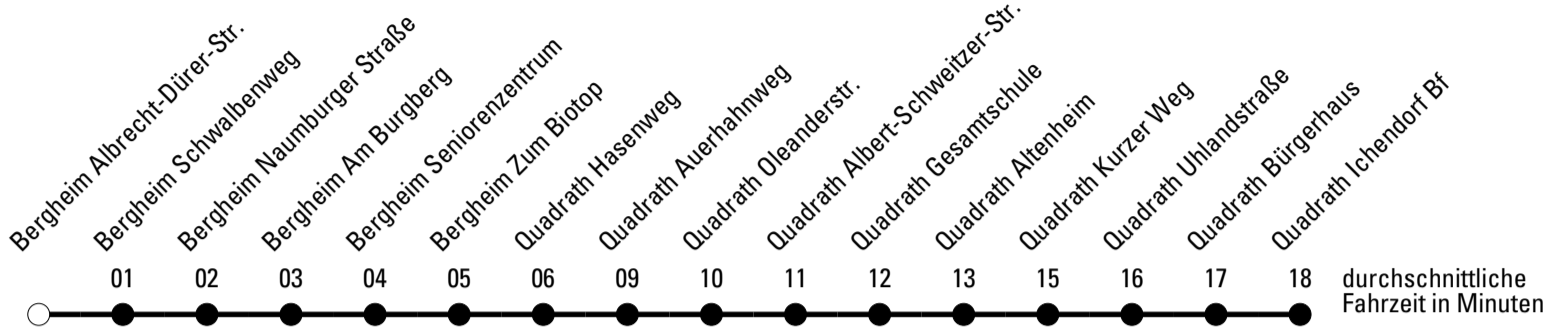 Bergheim Albrecht-Dürer-Str.
Bergheim Schwalbenweg
Bergheim Naumburger Straße
Bergheim Am Burgberg
Bergheim Seniorenzentrum
Bergheim Zum Biotop
Quadrath Hasenweg
Quadrath Auerhahnweg
Quadrath Oleanderstr.
Quadrath Albert-Schweitzer-Str.
Quadrath Gesamtschule
Quadrath Altenheim
Quadrath Kurzer Weg
Quadrath Uhlandstraße
Quadrath Bürgerhaus
Quadrath Ichendorf Bf
01 02 03 04 05 06 09 10 11 12 13 15 16 17 18
durchschnittliche
Fahrzeit in Minuten